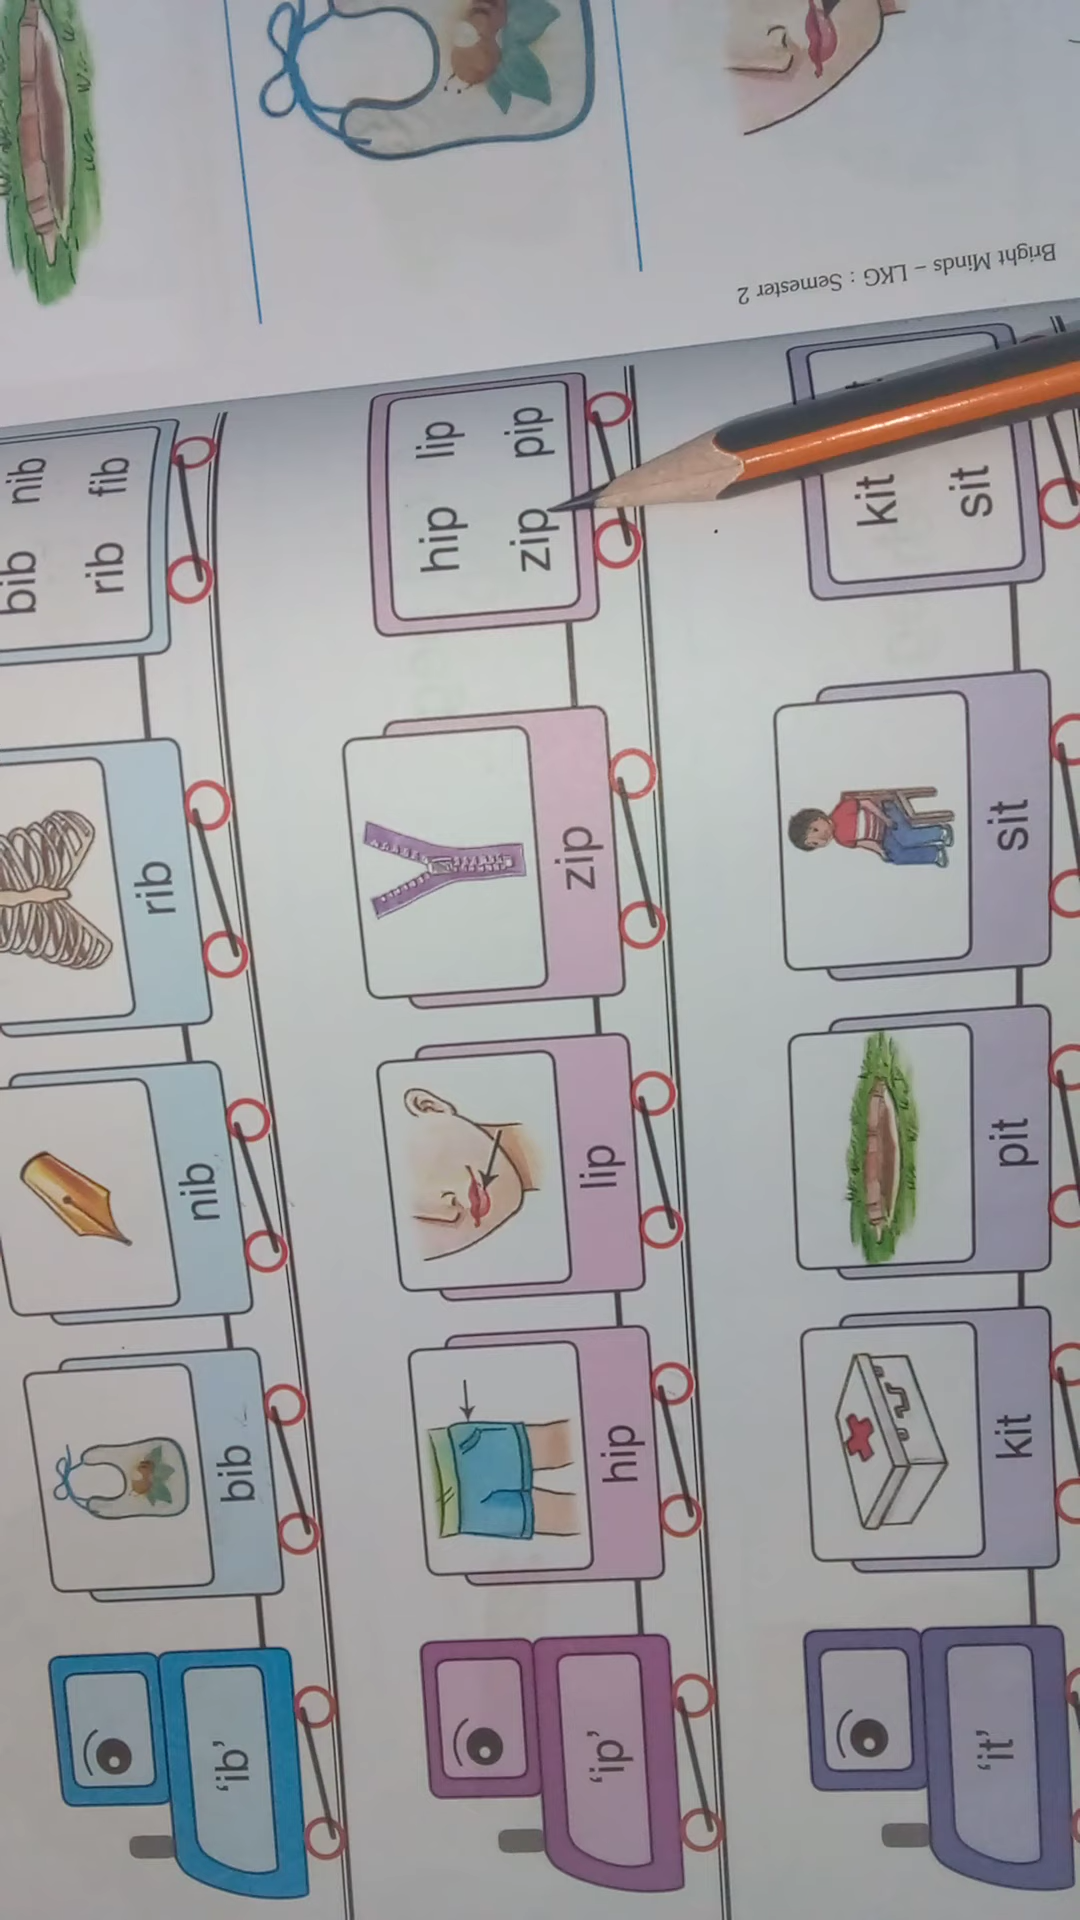 'ib' bib nib rib
bib nib
rib fib
'ip' hip lip zip
hip lip
zip pip
'it' kit pit sit
kit
sit
Bright Minds – LKG : Semester 2